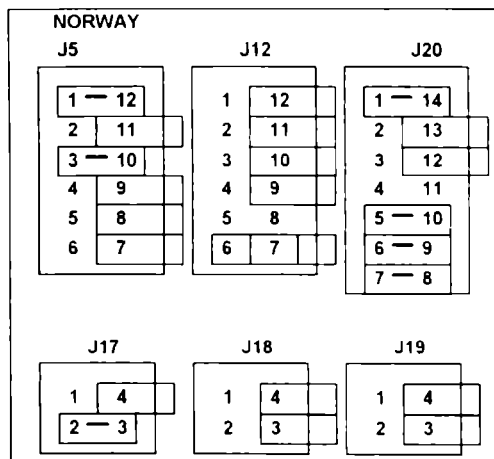 NORWAY
J5 J12 J20
1 — 12 1 12 1 — 14
2 11 2 11 2 13
3 — 10 3 10 3 12
4 9 4 9 4 11
5 8 5 8 5 — 10
6 7 6 7 6 — 9
7 — 8
J17 J18 J19
1 4 1 4 1 4
2 — 3 2 3 2 3